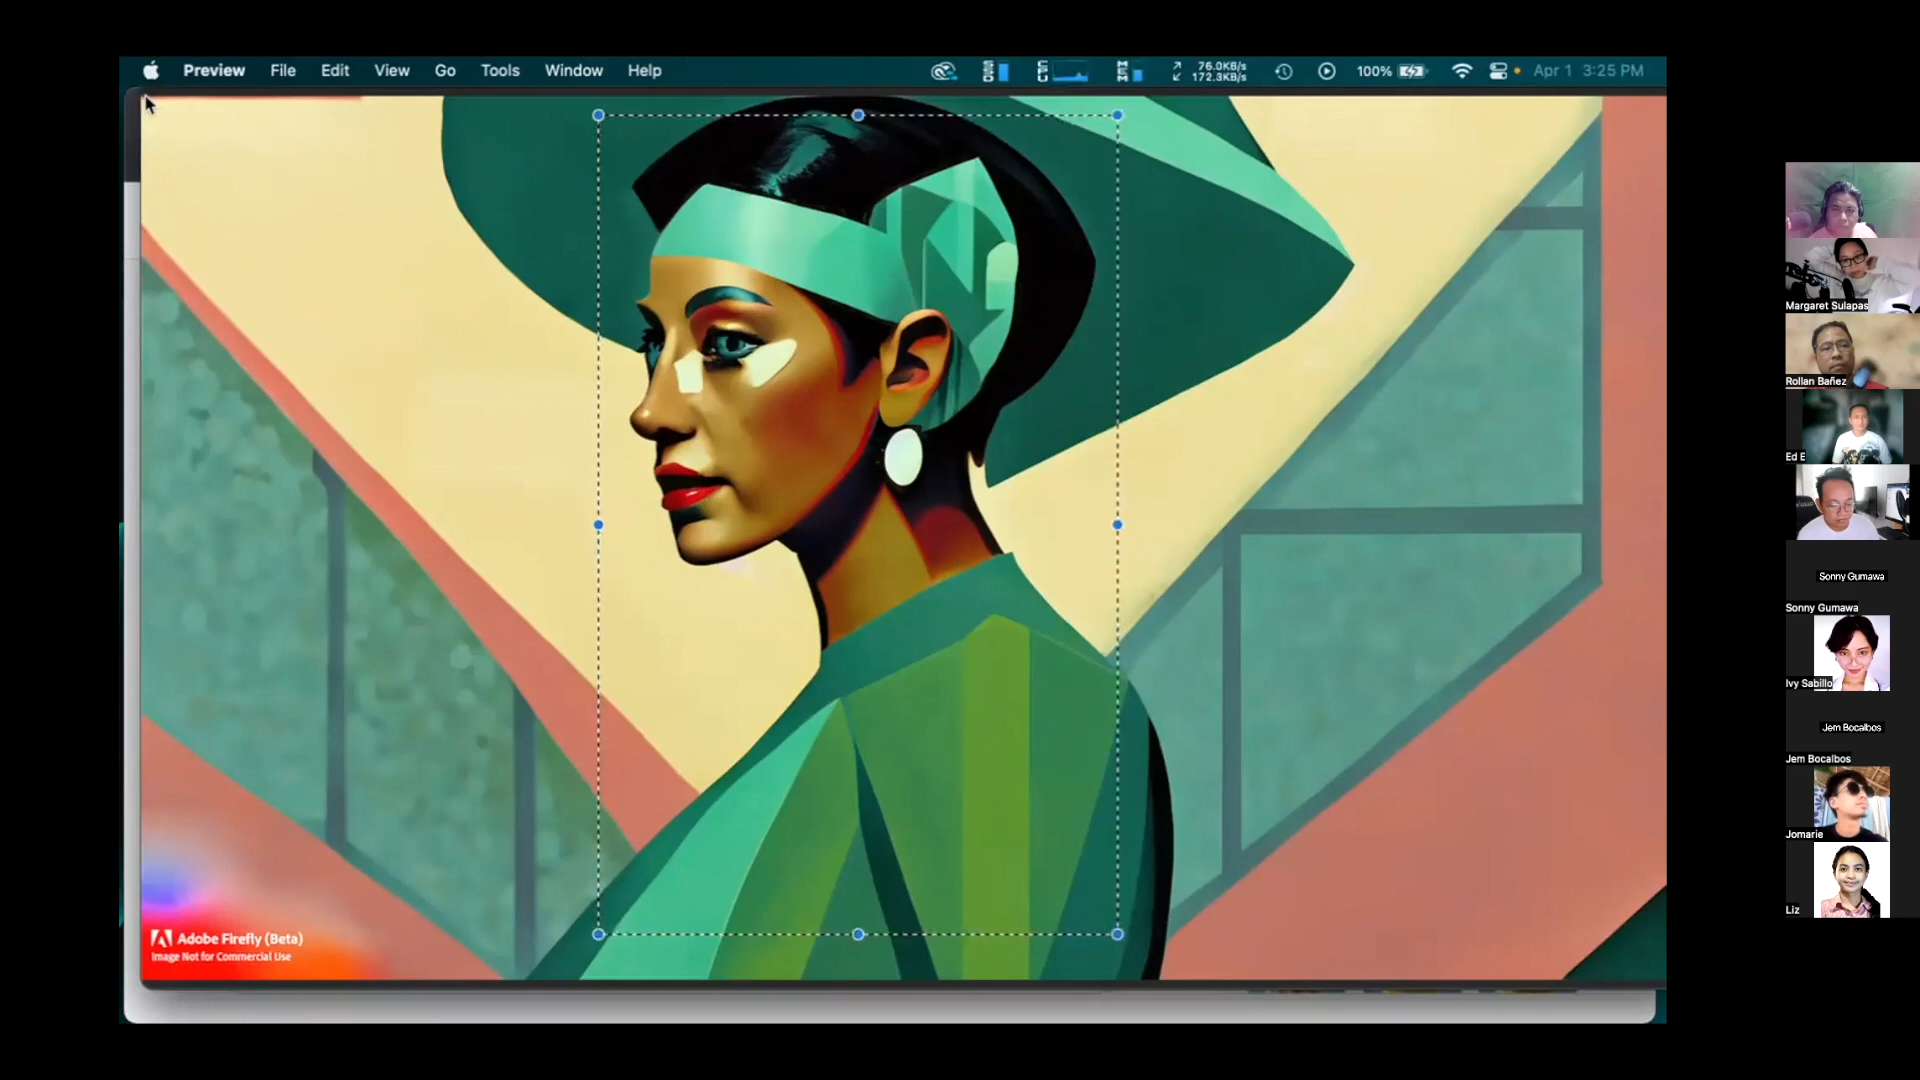 Preview File Edit View Go Tools Window Help
76.0KB/s
172.3KB/s
100%
Apr 1 3:25 PM
Adobe Firefly (Beta)
Image Not for Commercial Use
Margaret Sulapas
Rollan Bañez
Ed E
Sonny Gumawa
Sonny Gumawa
Ivy Sabillo
Jem Bocalbos
Jem Bocalbos
Jomarie
Liz